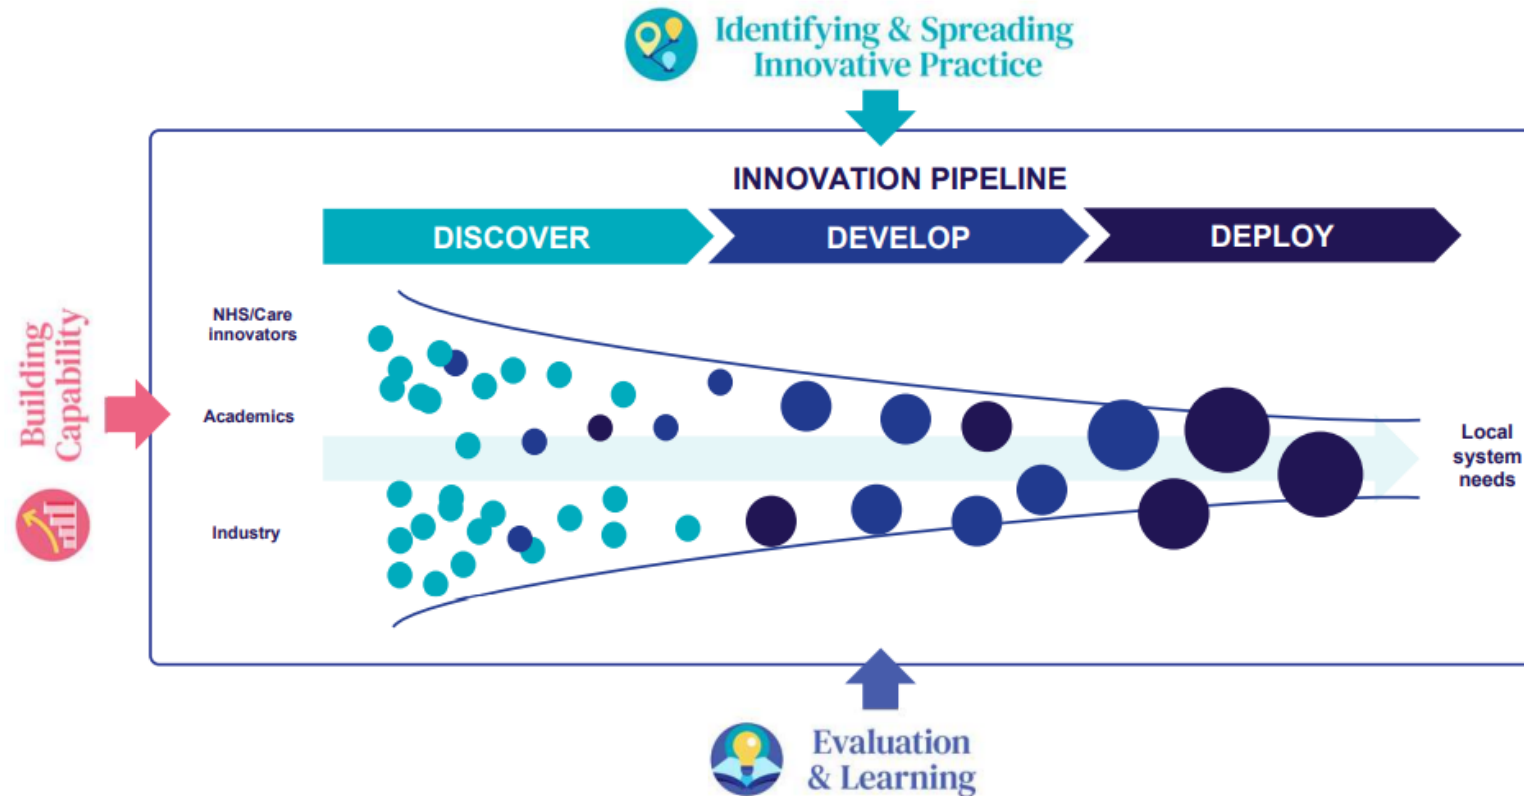 Identifying & Spreading
Innovative Practice
INNOVATION PIPELINE
DISCOVER
DEVELOP
DEPLOY
NHS/Care
innovators
Academics
Industry
Building
Capability
Local
system
needs
Evaluation
& Learning